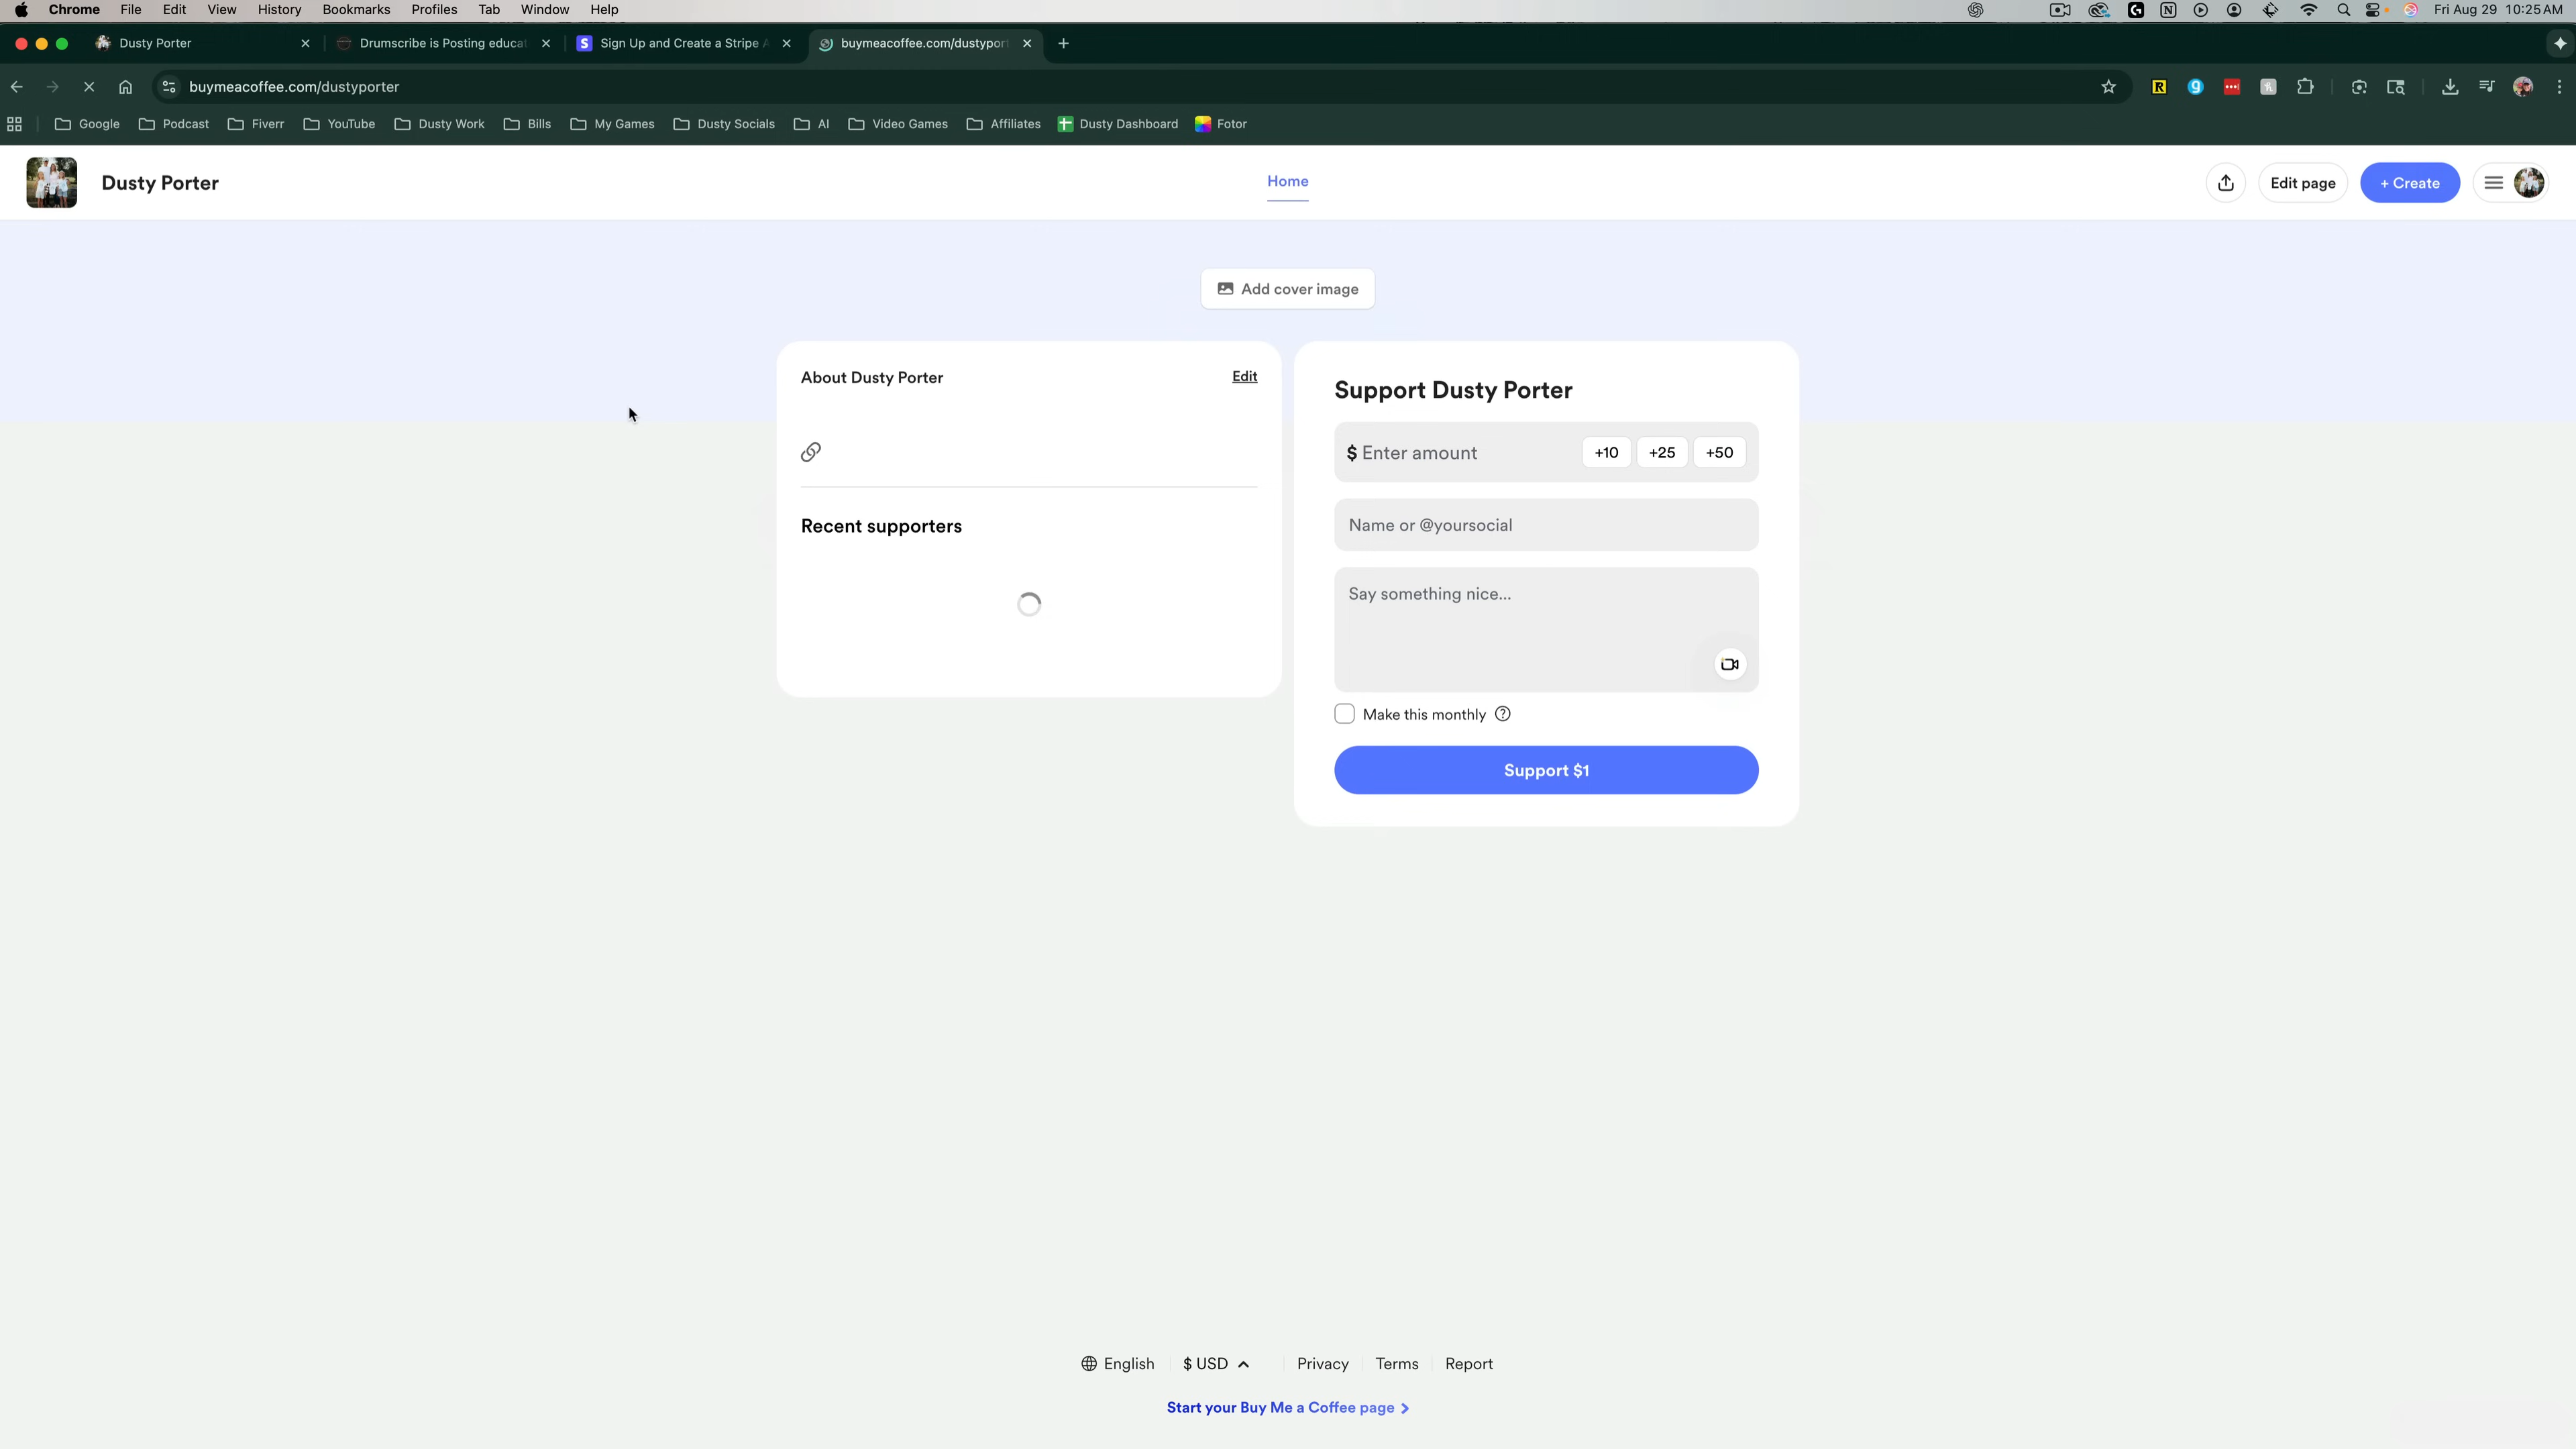 Chrome File Edit View History Bookmarks Profiles Tab Window Help Fri Aug 29 10:25 AM
Dusty Porter Drumscribe is Posting educat Sign Up and Create a Stripe A buymeacoffee.com/dustyport
buymeacoffee.com/dustyporter
Google Podcast Fiverr YouTube Dusty Work Bills My Games Dusty Socials AI Video Games Affiliates Dusty Dashboard Fotor
Dusty Porter Home Edit page + Create
Add cover image
About Dusty Porter Edit
Recent supporters
Support Dusty Porter
$ Enter amount +10 +25 +50
Name or @yoursocial
Say something nice...
Make this monthly ?
Support $1
English $ USD Privacy Terms Report
Start your Buy Me a Coffee page